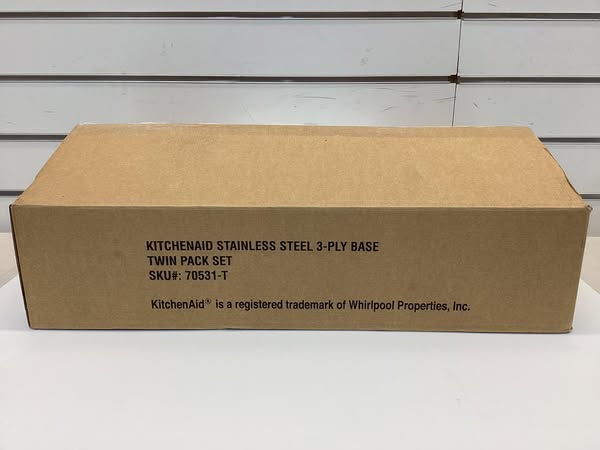 KITCHENAID STAINLESS STEEL 3-PLY BASE
TWIN PACK SET
SKU#: 70531-T
KitchenAid® is a registered trademark of Whirlpool Properties, Inc.